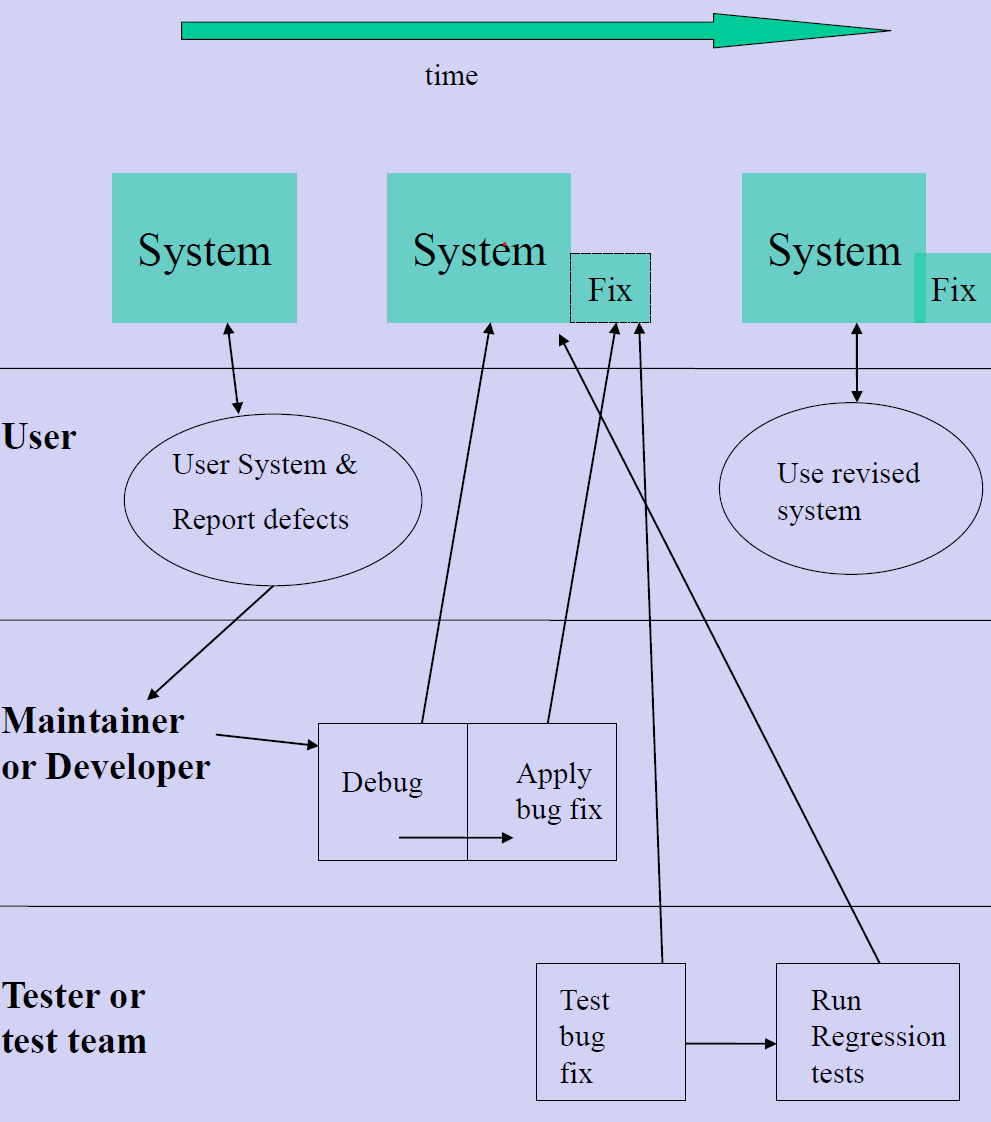 time
System
System
Fix
System
Fix
User
User System &
Report defects
Use revised
system
Maintainer
or Developer
Debug
Apply
bug fix
Tester or
test team
Test
bug
fix
Run
Regression
tests